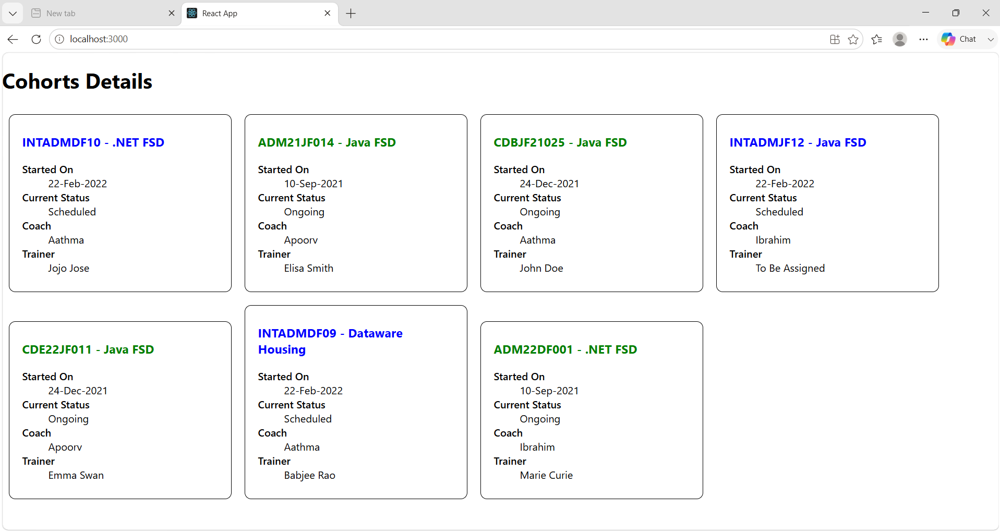 New tab
React App
localhost:3000
Chat
Cohorts Details
INTADMDF10 - .NET FSD
Started On
22-Feb-2022
Current Status
Scheduled
Coach
Aathma
Trainer
Jojo Jose
ADM21JF014 - Java FSD
Started On
10-Sep-2021
Current Status
Ongoing
Coach
Apoorv
Trainer
Elisa Smith
CDBJF21025 - Java FSD
Started On
24-Dec-2021
Current Status
Ongoing
Coach
Aathma
Trainer
John Doe
INTADMJF12 - Java FSD
Started On
22-Feb-2022
Current Status
Scheduled
Coach
Ibrahim
Trainer
To Be Assigned
CDE22JF011 - Java FSD
Started On
24-Dec-2021
Current Status
Ongoing
Coach
Apoorv
Trainer
Emma Swan
INTADMDF09 - Dataware
Housing
Started On
22-Feb-2022
Current Status
Scheduled
Coach
Aathma
Trainer
Babjee Rao
ADM22DF001 - .NET FSD
Started On
10-Sep-2021
Current Status
Ongoing
Coach
Ibrahim
Trainer
Marie Curie